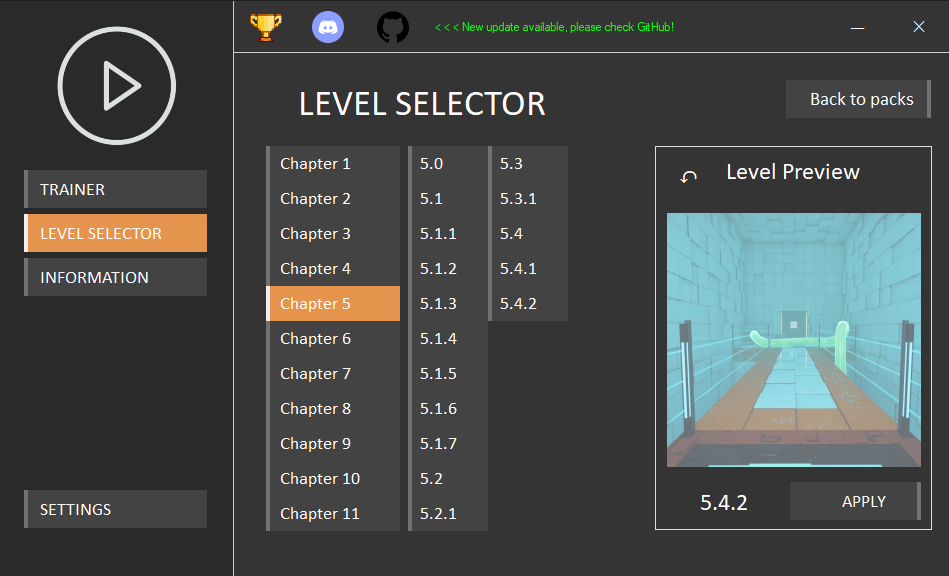 < < < New update available, please check GitHub!
TRAINER
LEVEL SELECTOR
INFORMATION
SETTINGS
LEVEL SELECTOR
Back to packs
Chapter 1
Chapter 2
Chapter 3
Chapter 4
Chapter 5
Chapter 6
Chapter 7
Chapter 8
Chapter 9
Chapter 10
Chapter 11
5.0
5.1
5.1.1
5.1.2
5.1.3
5.1.4
5.1.5
5.1.6
5.1.7
5.2
5.2.1
5.3
5.3.1
5.4
5.4.1
5.4.2
Level Preview
5.4.2
APPLY